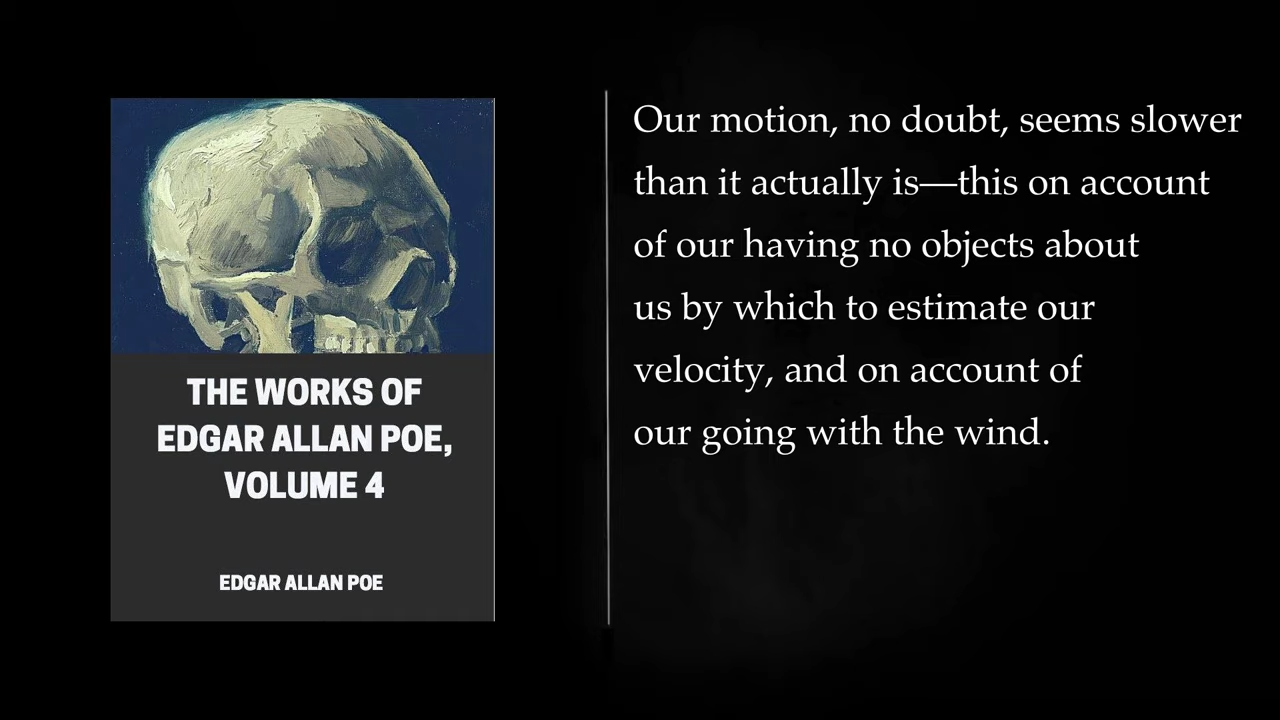 THE WORKS OF
EDGAR ALLAN POE,
VOLUME 4
EDGAR ALLAN POE
Our motion, no doubt, seems slower
than it actually is—this on account
of our having no objects about
us by which to estimate our
velocity, and on account of
our going with the wind.